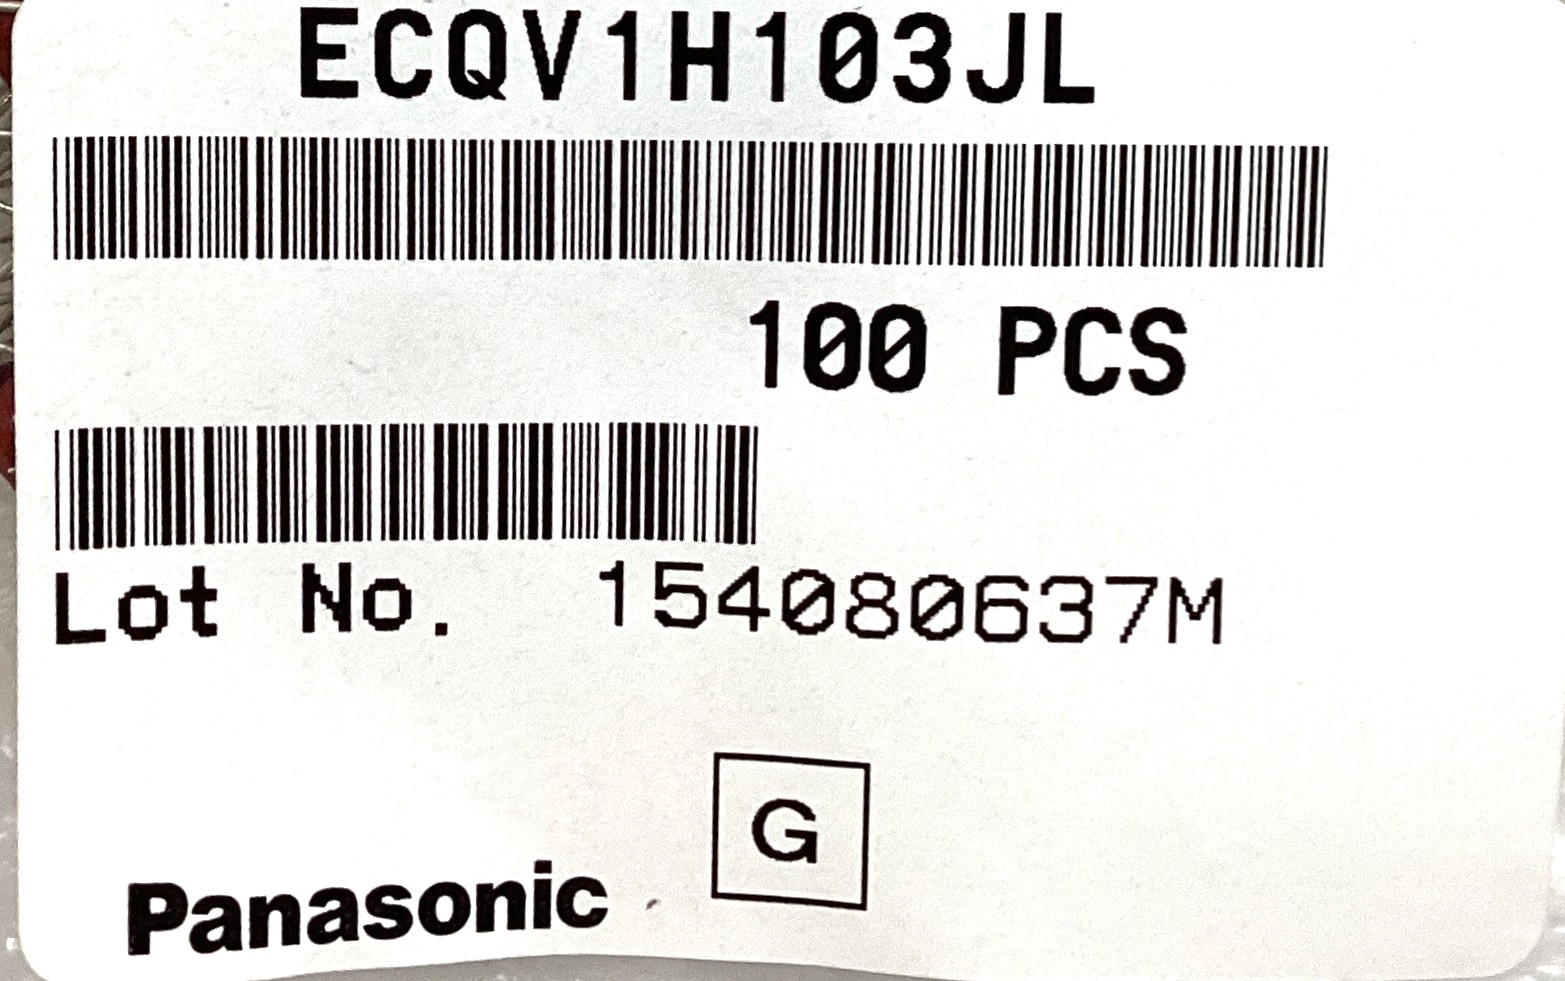 ECQV1H103JL
100 PCS
Lot No. 154080637M
G
Panasonic